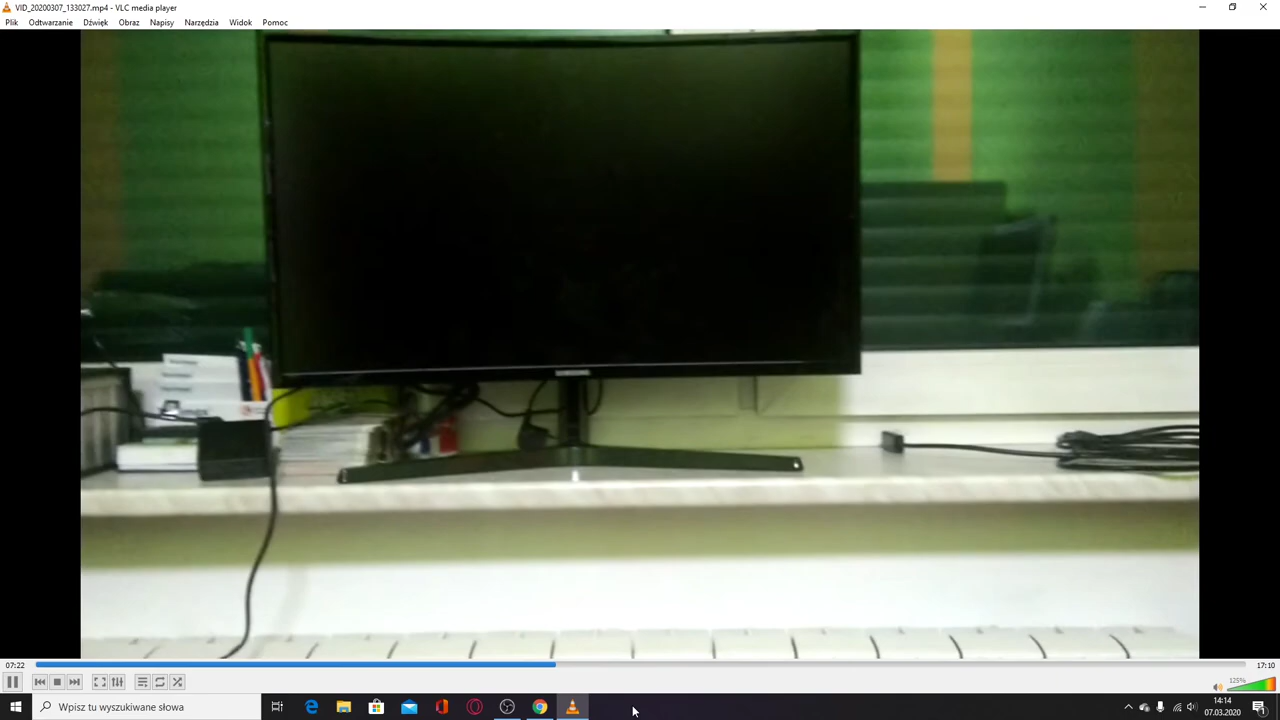 VID_20200307_133027.mp4 - VLC media player
Plik Odtwarzanie Dźwięk Obraz Napisy Narzędzia Widok Pomoc
07:22
17:10
125%
Wpisz tu wyszukiwane słowa
14:14
07.03.2020
1